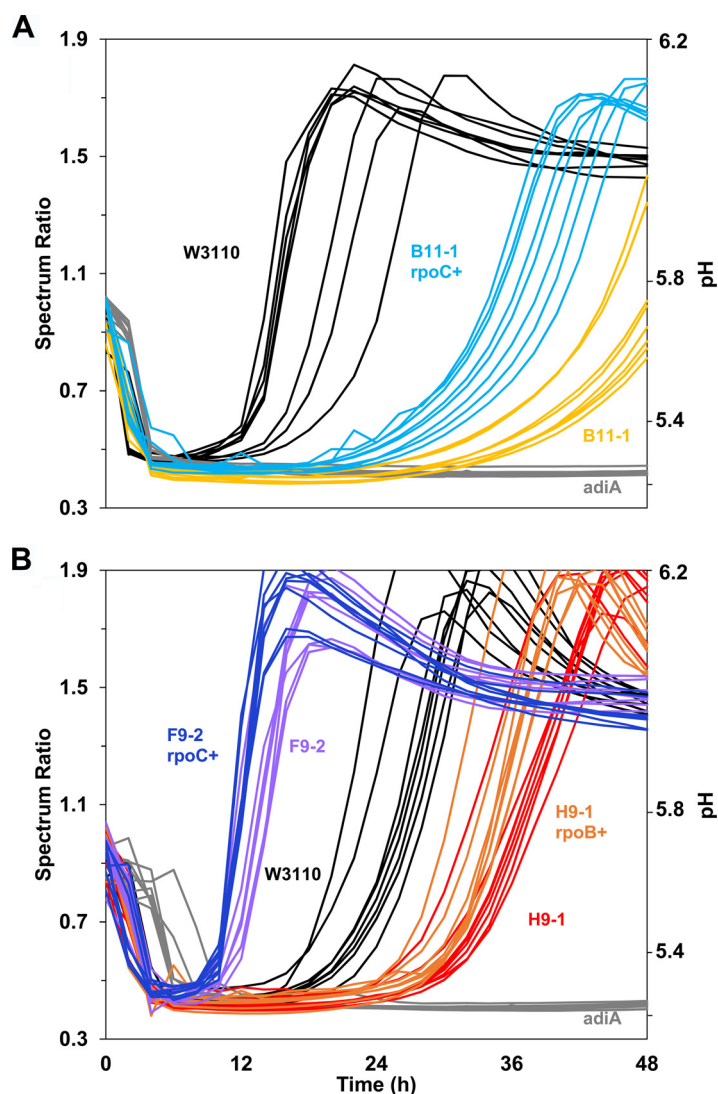 A
1.9
1.5
1.1
0.7
0.3
Spectrum Ratio
6.2
5.8
5.4
pH
W3110
B11-1
rpoC+
B11-1
adiA
B
1.9
1.5
1.1
0.7
0.3
Spectrum Ratio
6.2
5.8
5.4
pH
F9-2
rpoC+
F9-2
W3110
H9-1
rpoB+
H9-1
adiA
0
12
24
36
48
Time (h)